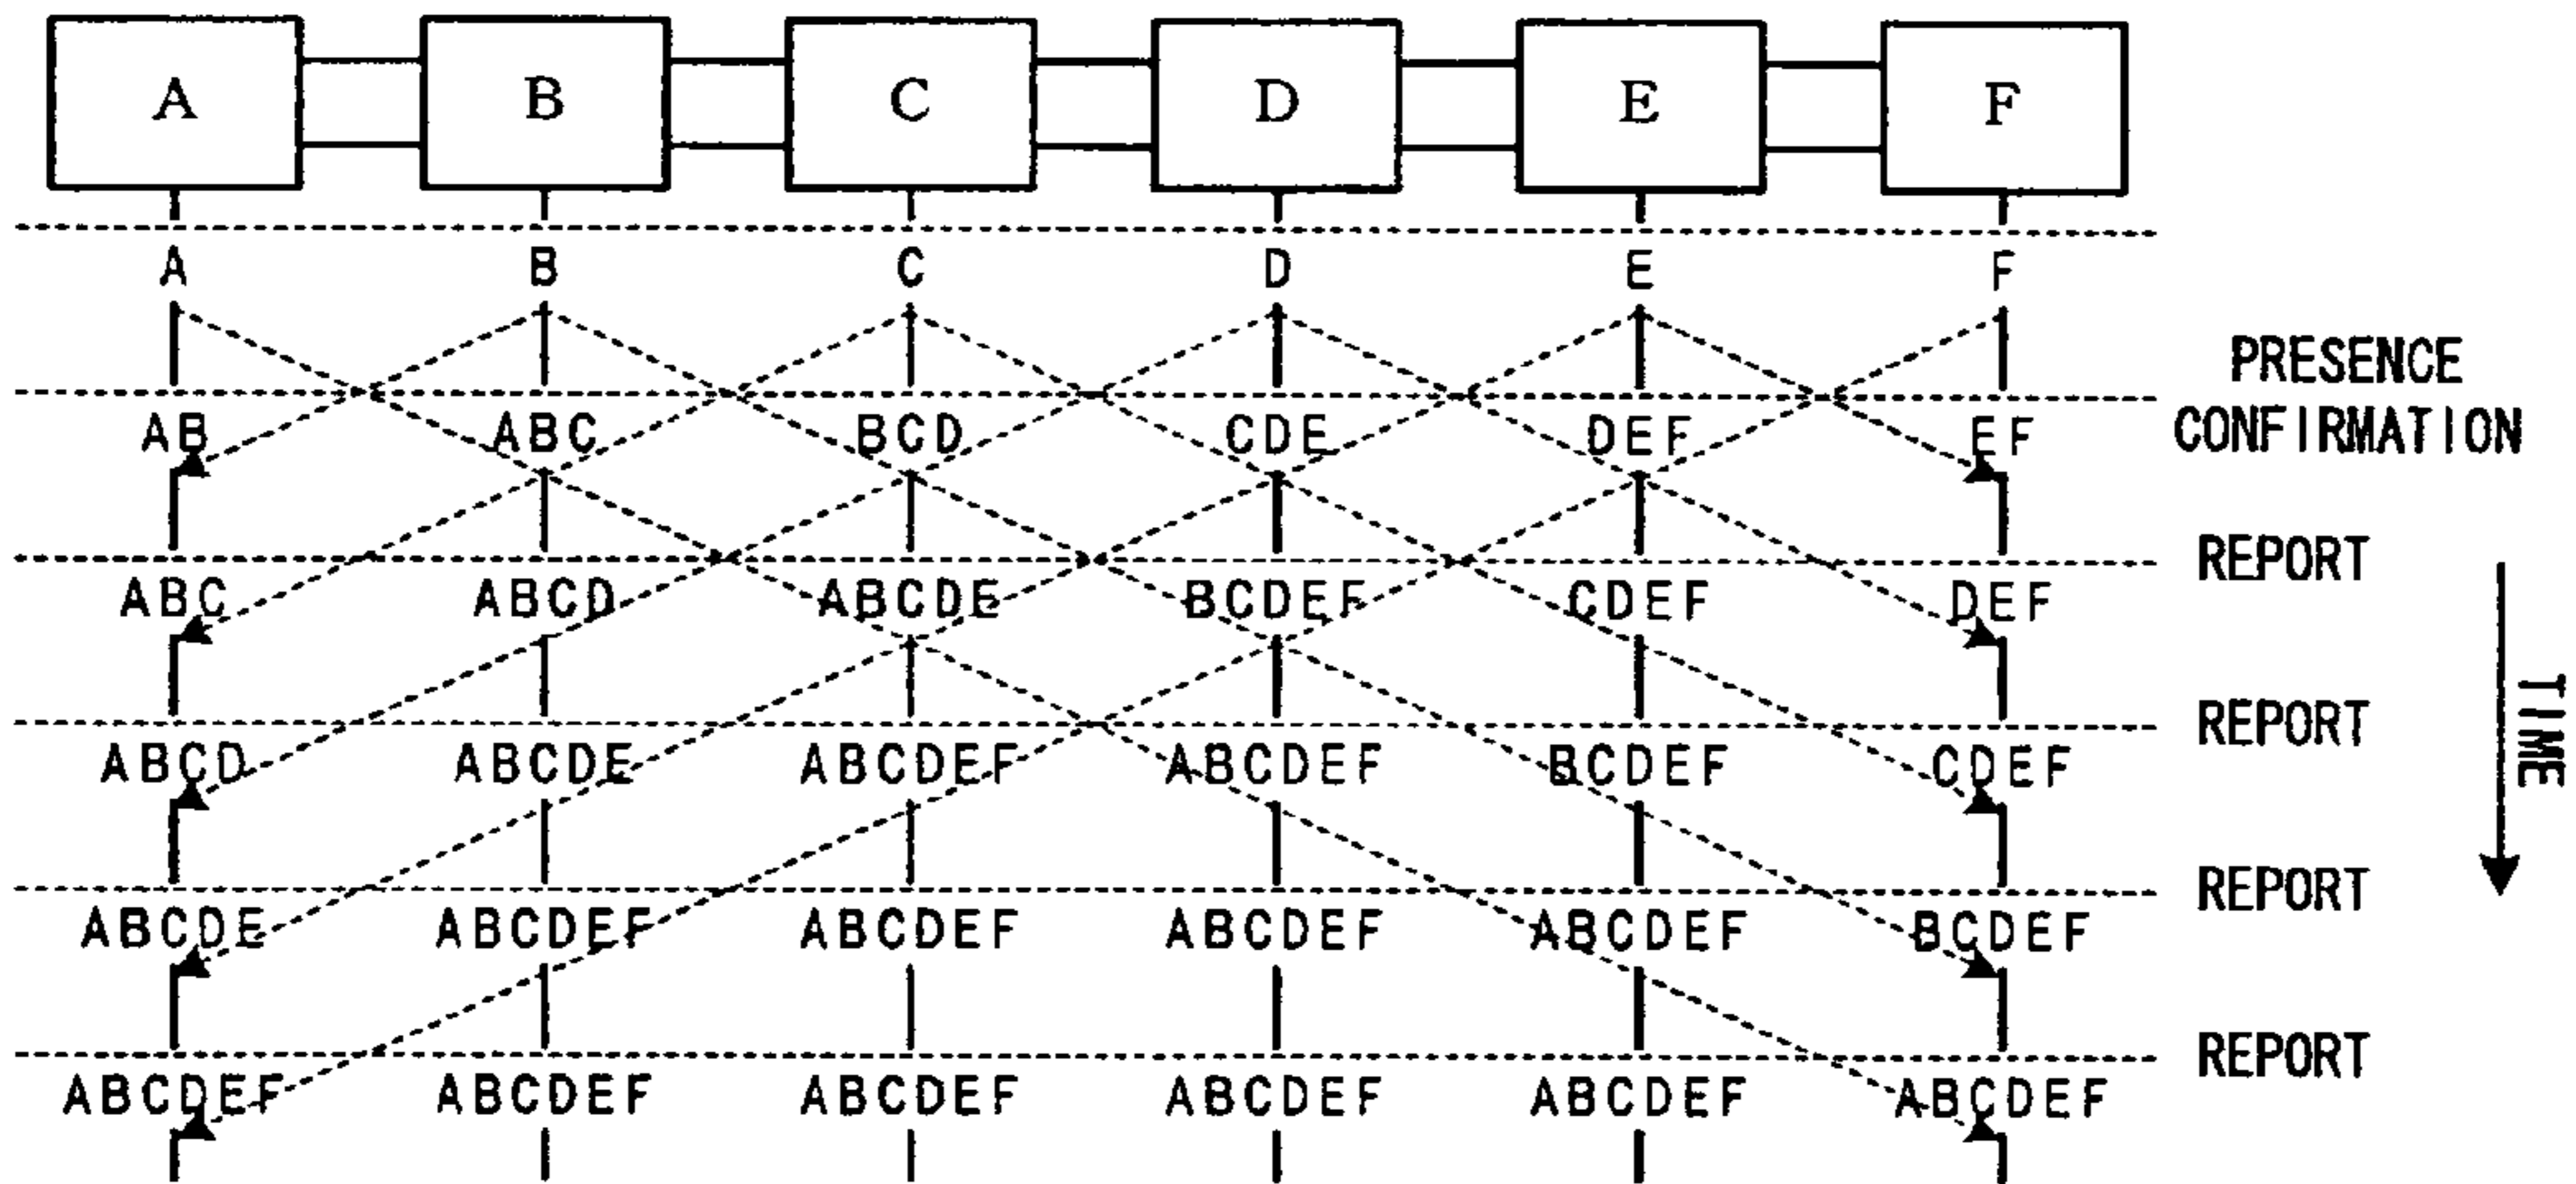 A B C D E F
A B C D E F
PRESENCE
CONFIRMATION
AB ABC BCD CDE DEF EF
REPORT
ABC ABCD ABCDE BCDEF CDEF DEF
TIME
REPORT
ABCD ABCDE ABCDEF ABCDEF BCDEF CDEF
REPORT
ABCDE ABCDEF ABCDEF ABCDEF ABCDEF BCDEF
REPORT
ABCDEF ABCDEF ABCDEF ABCDEF ABCDEF ABCDEF